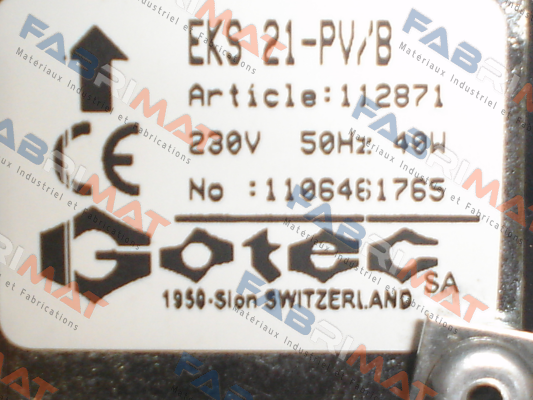 EKS 21-PV/B
Article:112871
CE
230V 50Hz 40W
No :1106461765
Gotec SA
1950-Sion SWITZERLAND
FABRIMAT
Matériaux Industriel et Fabrications